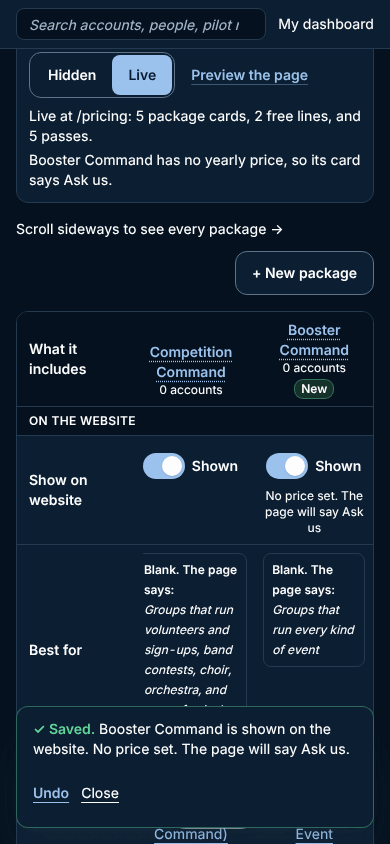 Search accounts, people, pilot r
My dashboard
Hidden
Live
Preview the page
Live at /pricing: 5 package cards, 2 free lines, and
5 passes.
Booster Command has no yearly price, so its card
says Ask us.
Scroll sideways to see every package →
+ New package
What it
includes
Competition
Command
0 accounts
Booster
Command
0 accounts
New
ON THE WEBSITE
Show on
website
Shown
Shown
No price set. The
page will say Ask
us
Best for
Blank. The page
says:
Groups that run
volunteers and
sign-ups, band
contests, choir,
orchestra, and
Blank. The
page says:
Groups that
run every kind
of event
✓ Saved. Booster Command is shown on the
website. No price set. The page will say Ask us.
Undo
Close
Command)
Event